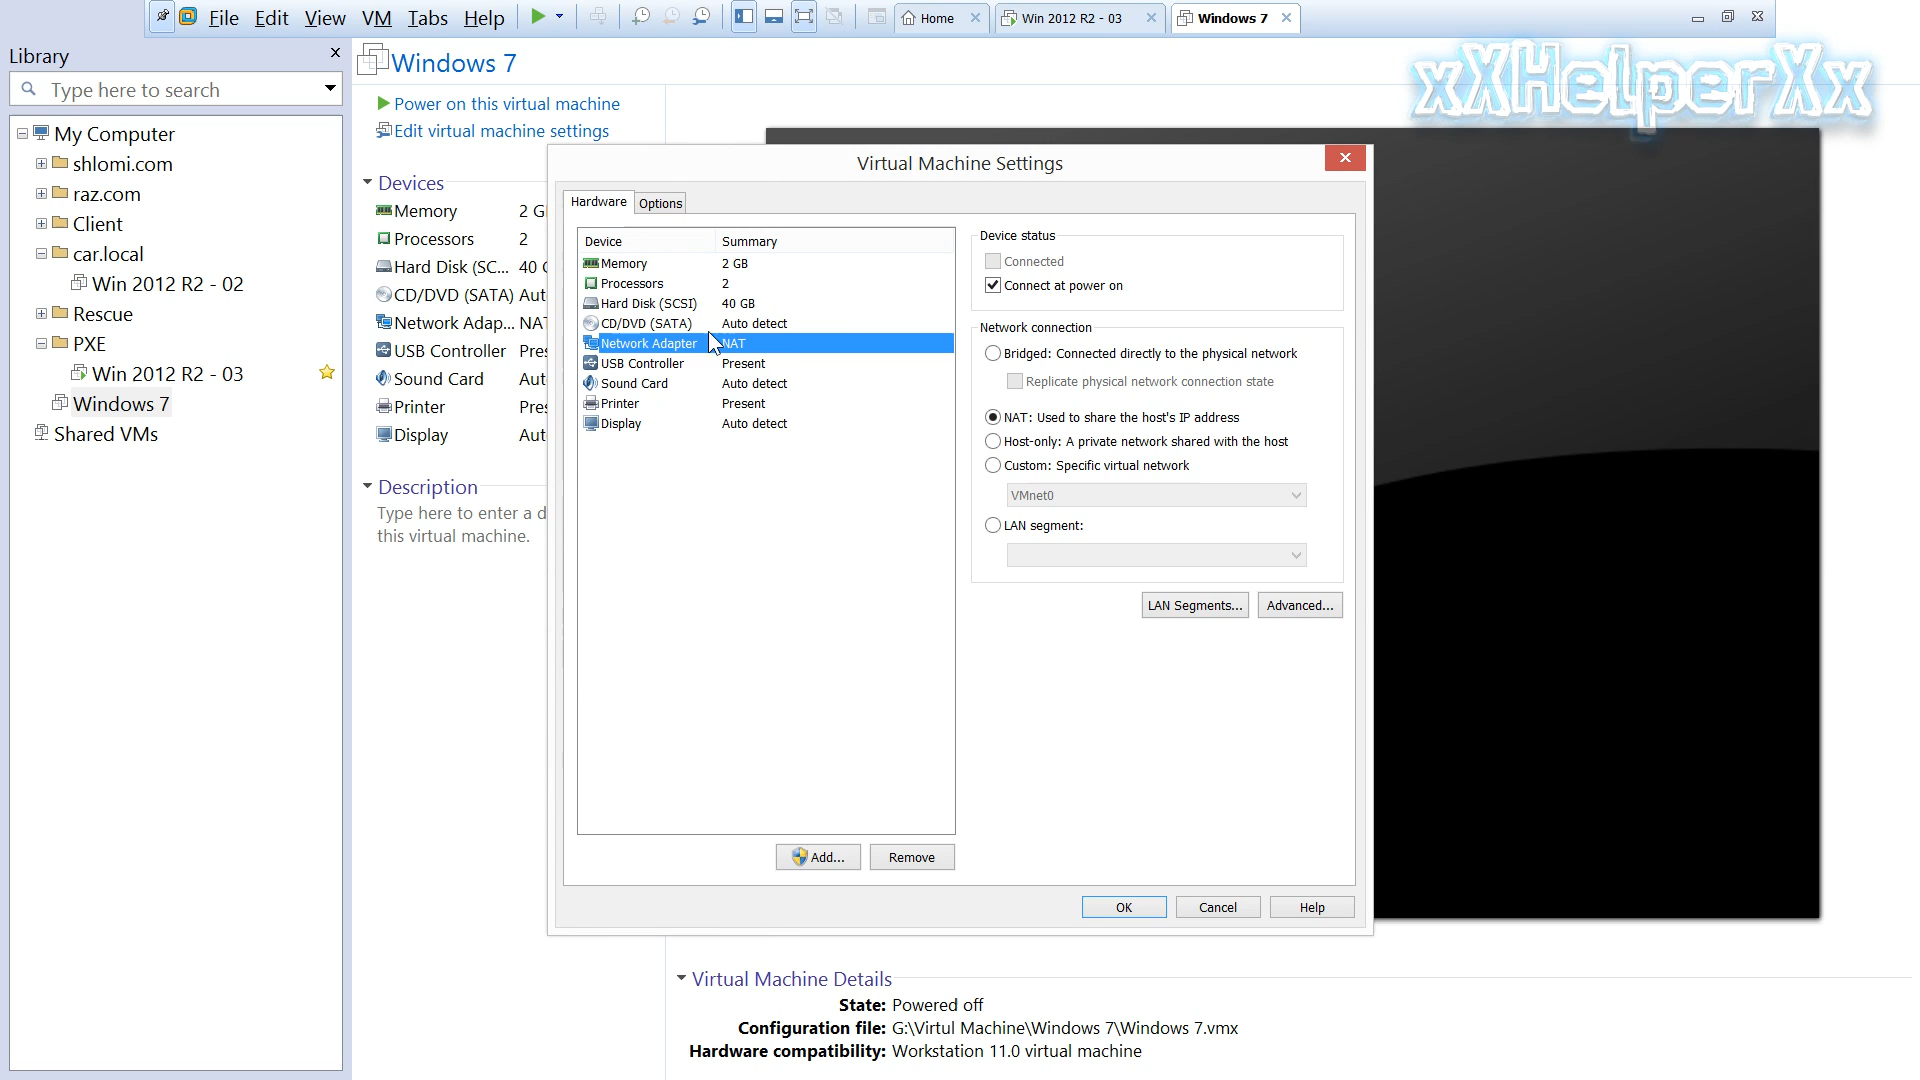 File Edit View VM Tabs Help Home Win 2012 R2 - 03 Windows 7
xXHelperXx
Library
Type here to search
My Computer
shlomi.com
raz.com
Client
car.local
Win 2012 R2 - 02
Rescue
PXE
Win 2012 R2 - 03
Windows 7
Shared VMs
Windows 7
Power on this virtual machine
Edit virtual machine settings
Devices
Memory 2 G
Processors 2
Hard Disk (SC... 40
CD/DVD (SATA) Aut
Network Adap... NA
USB Controller Pre
Sound Card Aut
Printer Pre
Display Aut
Description
Type here to enter a d
this virtual machine.
Virtual Machine Settings
Hardware Options
Device Summary
Memory 2 GB
Processors 2
Hard Disk (SCSI) 40 GB
CD/DVD (SATA) Auto detect
Network Adapter NAT
USB Controller Present
Sound Card Auto detect
Printer Present
Display Auto detect
Add... Remove
Device status
Connected
Connect at power on
Network connection
Bridged: Connected directly to the physical network
Replicate physical network connection state
NAT: Used to share the host's IP address
Host-only: A private network shared with the host
Custom: Specific virtual network
VMnet0
LAN segment:
LAN Segments... Advanced...
OK Cancel Help
Virtual Machine Details
State: Powered off
Configuration file: G:\Virtul Machine\Windows 7\Windows 7.vmx
Hardware compatibility: Workstation 11.0 virtual machine